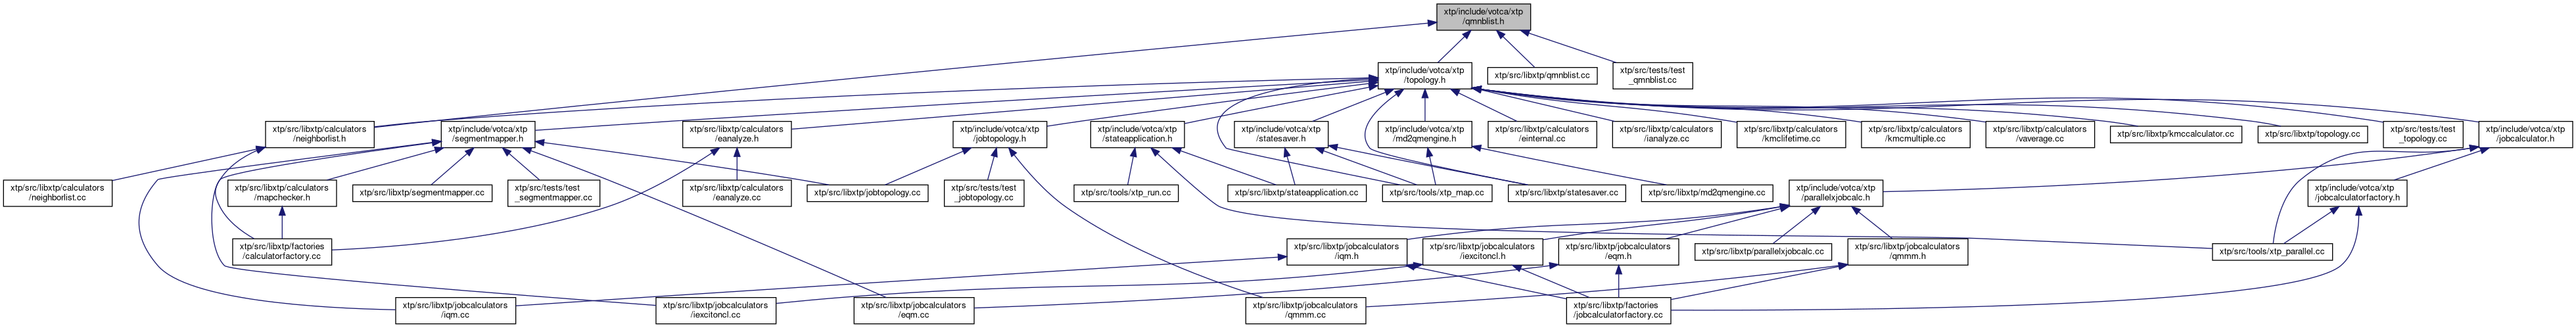 xtp/include/votca/xtp
/qmnblist.h
xtp/include/votca/xtp
/topology.h
xtp/src/libxtp/qmnblist.cc
xtp/src/tests/test
_qmnblist.cc
xtp/src/libxtp/calculators
/neighborlist.h
xtp/include/votca/xtp
/segmentmapper.h
xtp/src/libxtp/calculators
/eanalyze.h
xtp/include/votca/xtp
/jobtopology.h
xtp/include/votca/xtp
/stateapplication.h
xtp/include/votca/xtp
/statesaver.h
xtp/include/votca/xtp
/md2qmengine.h
xtp/src/libxtp/calculators
/einternal.cc
xtp/src/libxtp/calculators
/ianalyze.cc
xtp/src/libxtp/calculators
/kmclifetime.cc
xtp/src/libxtp/calculators
/kmcmultiple.cc
xtp/src/libxtp/calculators
/vaverage.cc
xtp/src/libxtp/kmccalculator.cc
xtp/src/libxtp/topology.cc
xtp/src/tests/test
_topology.cc
xtp/include/votca/xtp
/jobcalculator.h
xtp/src/libxtp/calculators
/neighborlist.cc
xtp/src/libxtp/calculators
/mapchecker.h
xtp/src/libxtp/segmentmapper.cc
xtp/src/tests/test
_segmentmapper.cc
xtp/src/libxtp/calculators
/eanalyze.cc
xtp/src/libxtp/jobtopology.cc
xtp/src/tests/test
_jobtopology.cc
xtp/src/tools/xtp_run.cc
xtp/src/libxtp/stateapplication.cc
xtp/src/tools/xtp_map.cc
xtp/src/libxtp/statesaver.cc
xtp/src/libxtp/md2qmengine.cc
xtp/include/votca/xtp
/parallelxjobcalc.h
xtp/include/votca/xtp
/jobcalculatorfactory.h
xtp/src/libxtp/factories
/calculatorfactory.cc
xtp/src/libxtp/jobcalculators
/iqm.h
xtp/src/libxtp/jobcalculators
/iexcitoncl.h
xtp/src/libxtp/jobcalculators
/eqm.h
xtp/src/libxtp/parallelxjobcalc.cc
xtp/src/libxtp/jobcalculators
/qmmm.h
xtp/src/tools/xtp_parallel.cc
xtp/src/libxtp/jobcalculators
/iqm.cc
xtp/src/libxtp/jobcalculators
/iexcitoncl.cc
xtp/src/libxtp/jobcalculators
/eqm.cc
xtp/src/libxtp/jobcalculators
/qmmm.cc
xtp/src/libxtp/factories
/jobcalculatorfactory.cc